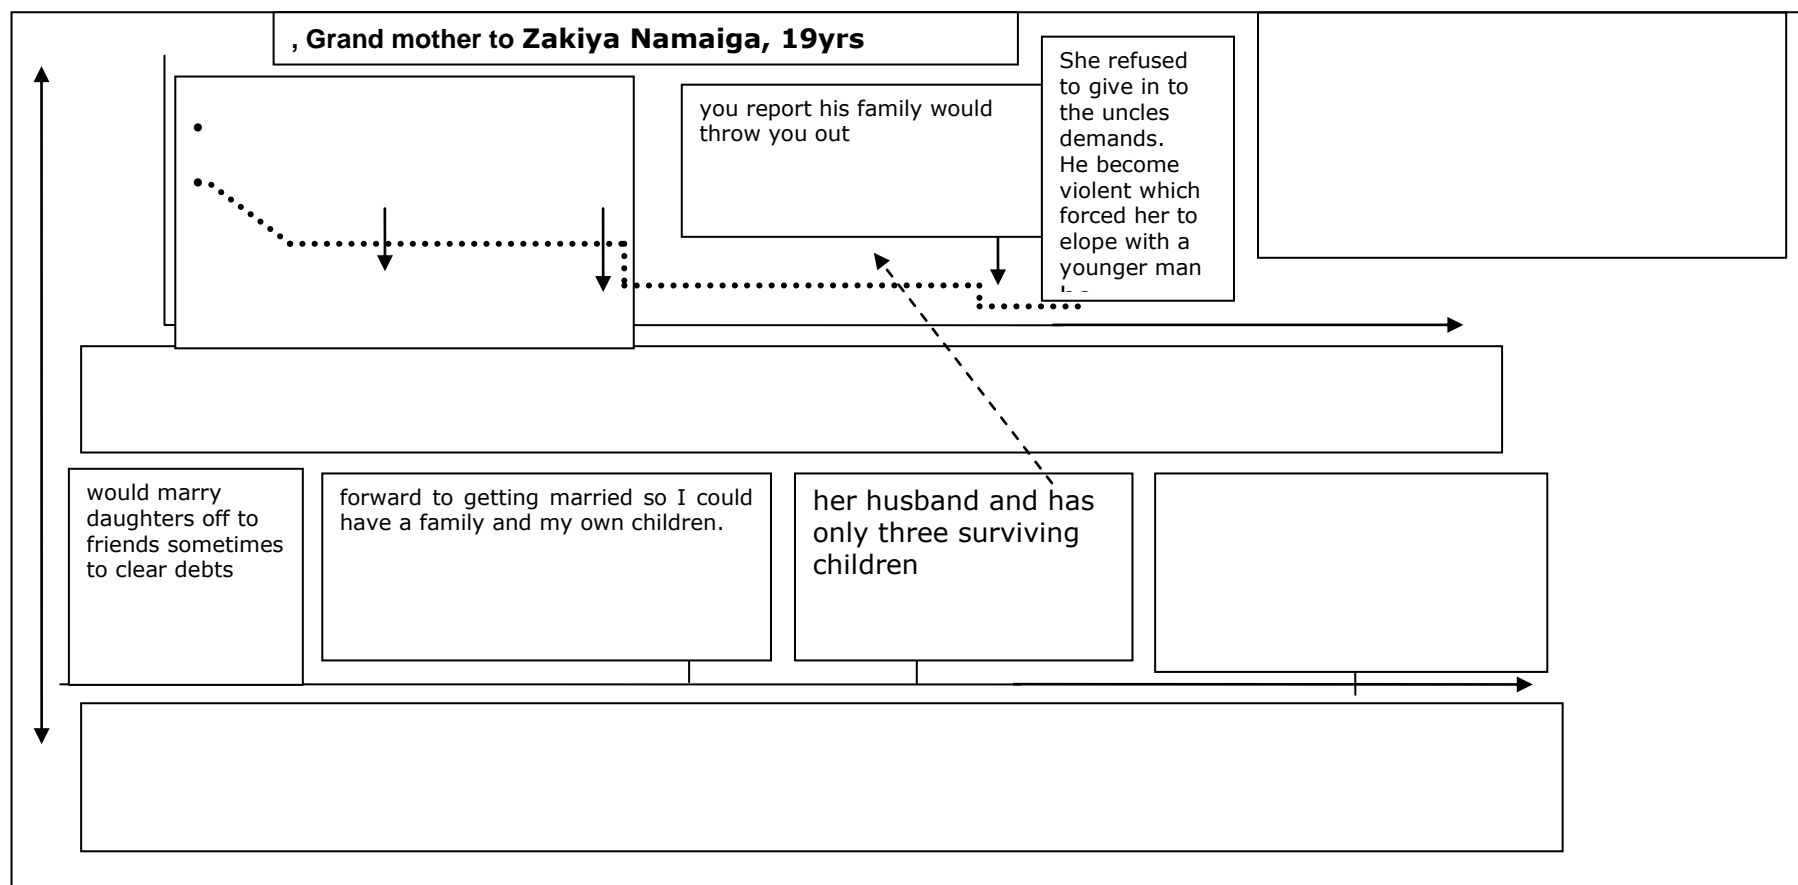 , Grand mother to Zakiya Namaiga, 19yrs
you report his family would
throw you out
She refused
to give in to
the uncles
demands.
He become
violent which
forced her to
elope with a
younger man
would marry
daughters off to
friends sometimes
to clear debts
forward to getting married so I could
have a family and my own children.
her husband and has
only three surviving
children